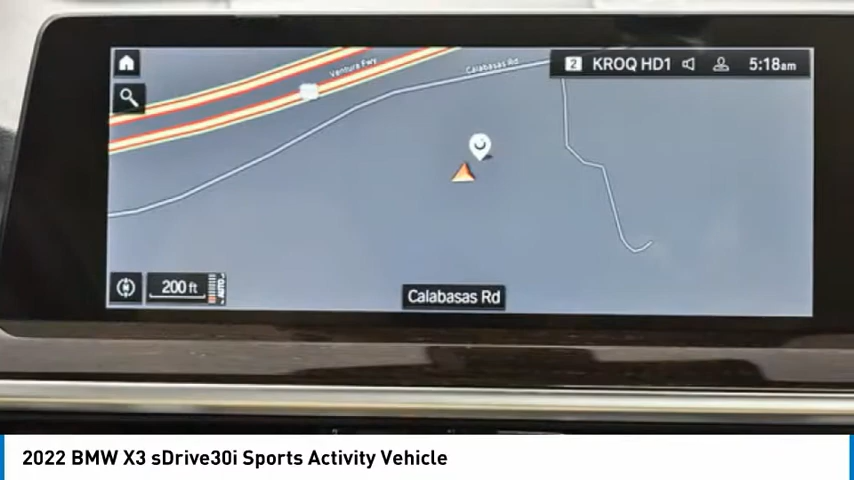 Ventura Fwy
Calabasas Rd
2 KROQ HD1 5:18am
200 ft
AUTO
Calabasas Rd
2022 BMW X3 sDrive30i Sports Activity Vehicle